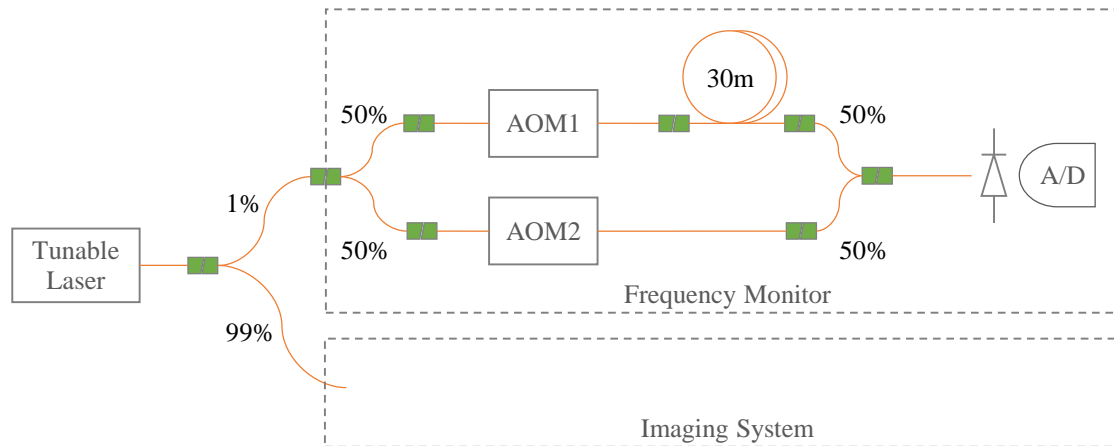 30m
50%
AOM1
50%
A/D
1%
50%
AOM2
50%
Tunable
Laser
Frequency Monitor
99%
Imaging System